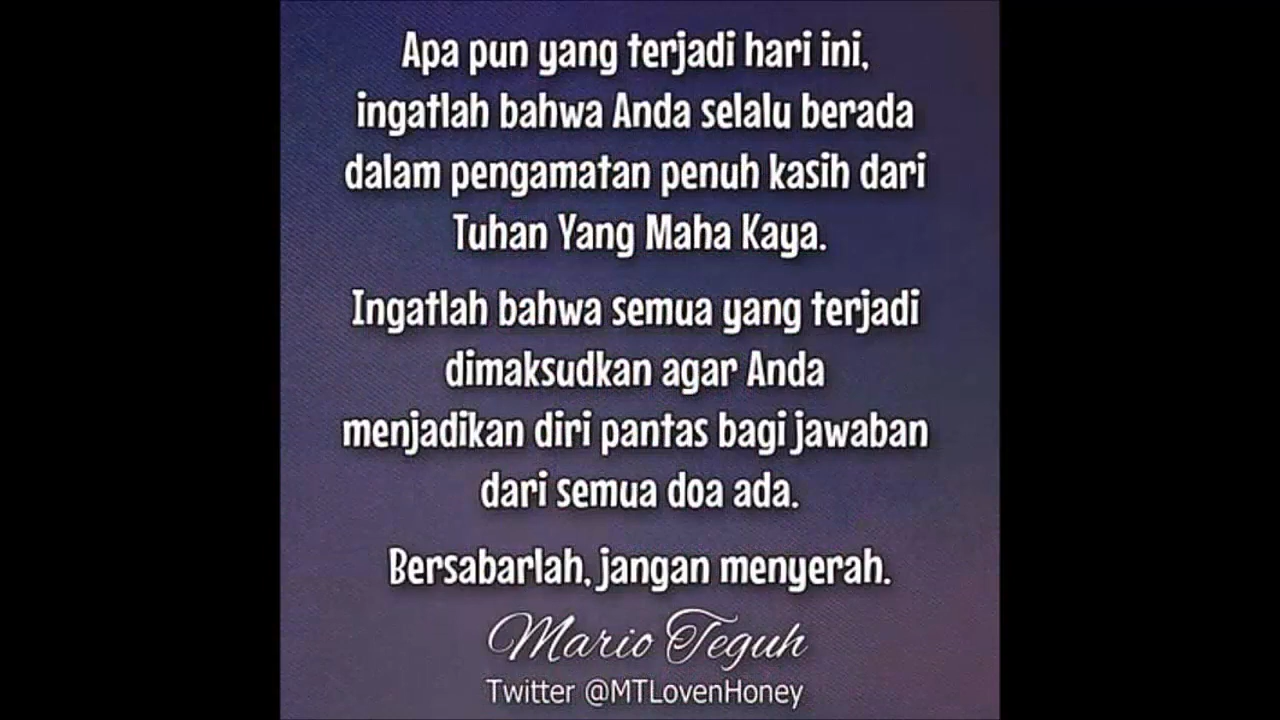 Apa pun yang terjadi hari ini,
ingatlah bahwa Anda selalu berada
dalam pengamatan penuh kasih dari
Tuhan Yang Maha Kaya.
Ingatlah bahwa semua yang terjadi
dimaksudkan agar Anda
menjadikan diri pantas bagi jawaban
dari semua doa ada.
Bersabarlah, jangan menyerah.
Mario Teguh
Twitter @MTLovenHoney